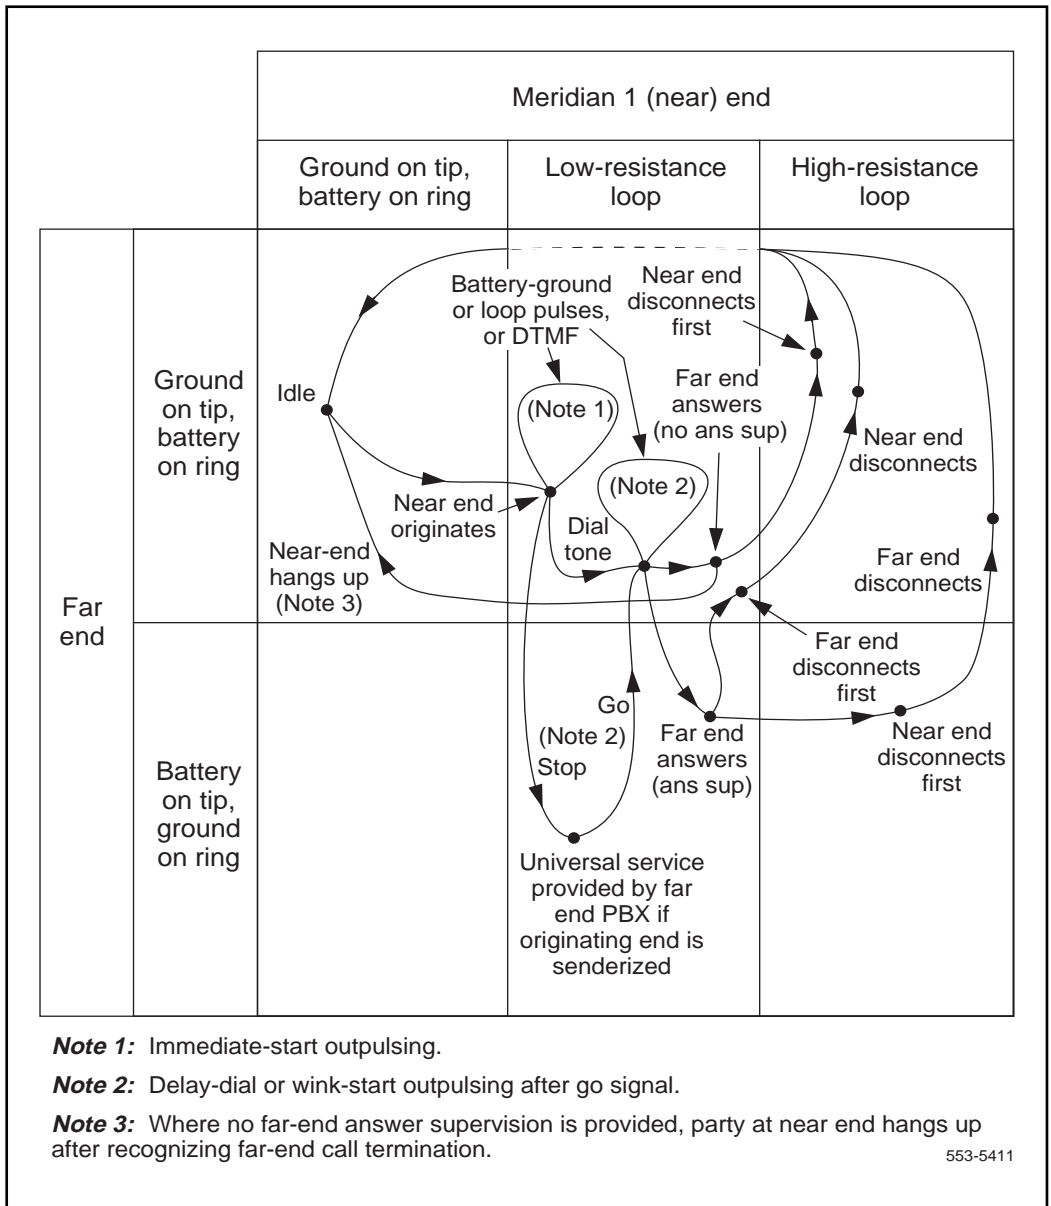 Meridian 1 (near) end
Ground on tip,
battery on ring
Low-resistance
loop
High-resistance
loop
Far
end
Ground
on tip,
battery
on ring
Battery
on tip,
ground
on ring
Idle
Battery-ground
or loop pulses,
or DTMF
Near end
disconnects
first
(Note 1)
Far end
answers
(no ans sup)
Near end
disconnects
(Note 2)
Near end
originates
Dial
tone
Near-end
hangs up
(Note 3)
Far end
disconnects
Far end
disconnects
first
Go
(Note 2)
Stop
Far end
answers
(ans sup)
Near end
disconnects
first
Universal service
provided by far
end PBX if
originating end is
senderized
Note 1: Immediate-start outpulsing.
Note 2: Delay-dial or wink-start outpulsing after go signal.
Note 3: Where no far-end answer supervision is provided, party at near end hangs up
after recognizing far-end call termination.
553-5411